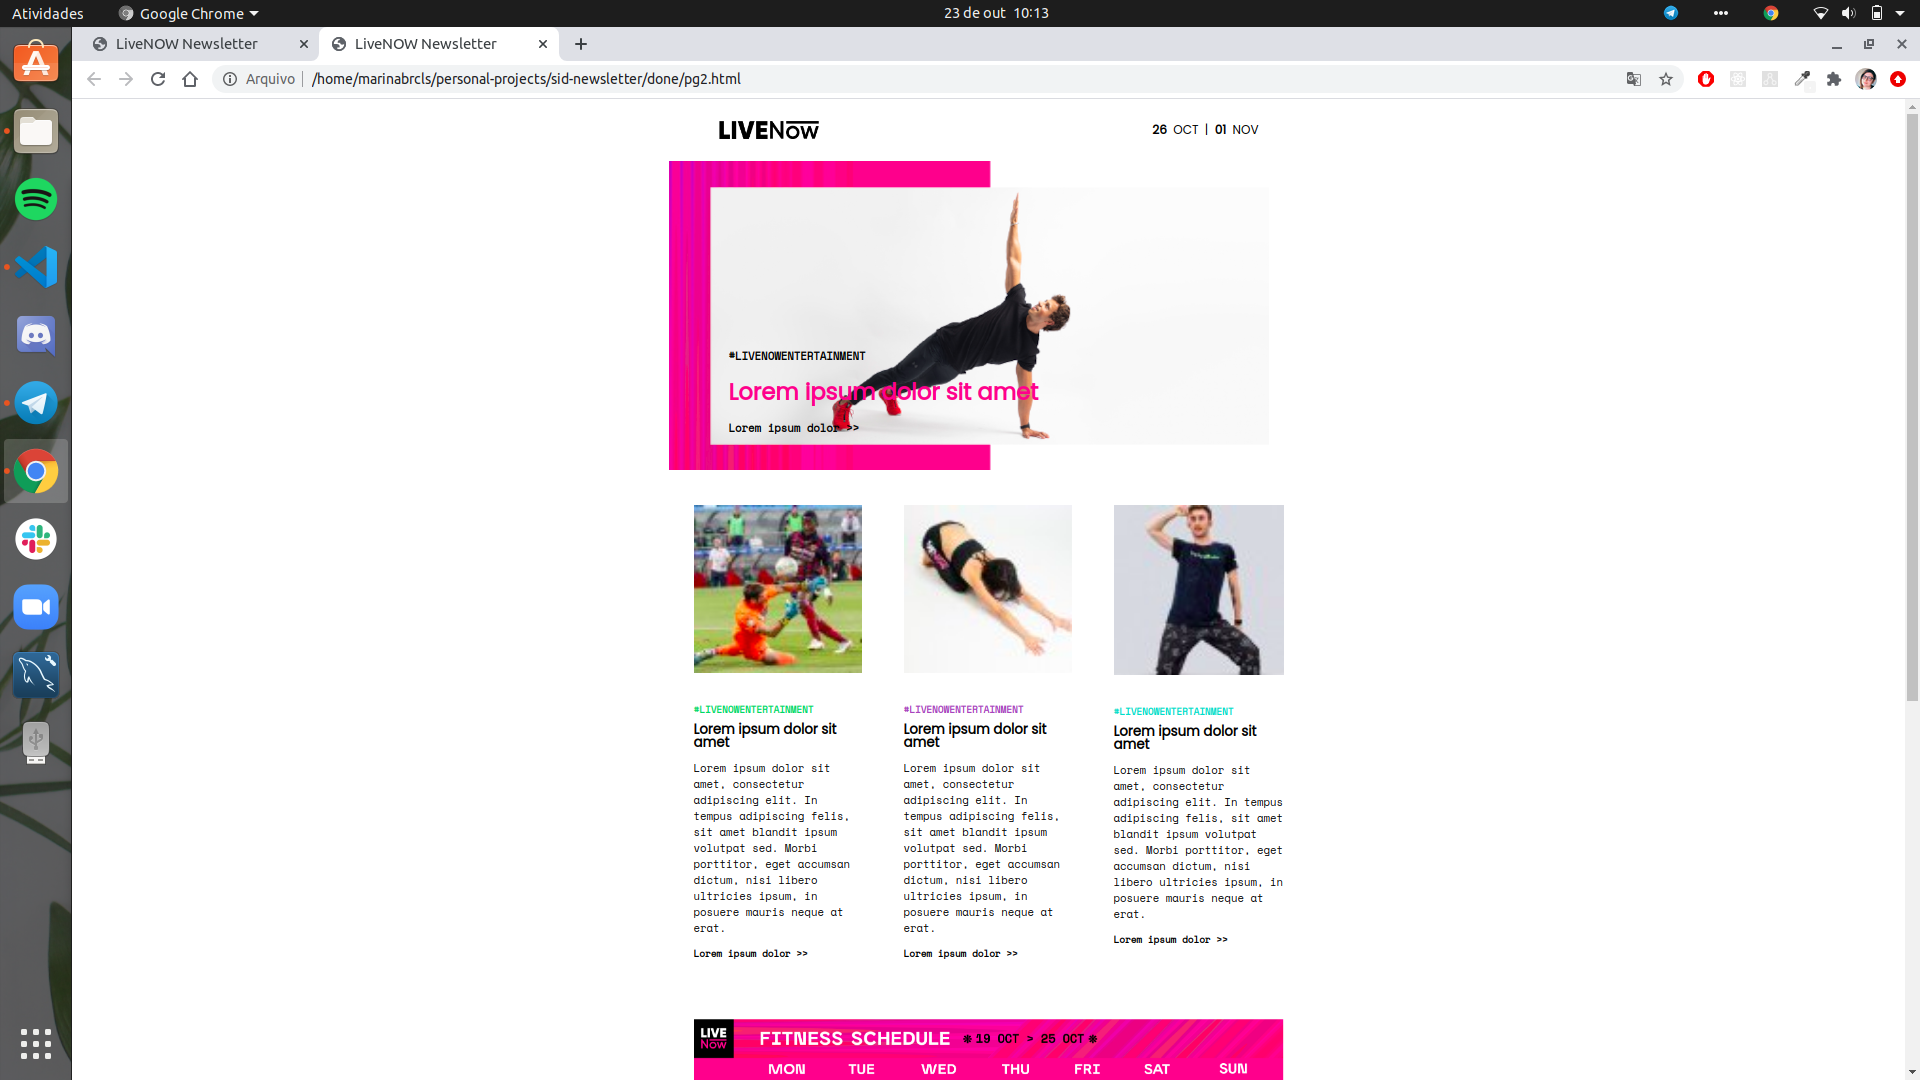 Atividades
Google Chrome
23 de out 10:13
LiveNOW Newsletter
LiveNOW Newsletter
Arquivo
/home/marinabrcls/personal-projects/sid-newsletter/done/pg2.html
LIVENow
26 OCT | 01 NOV
#LIVENOWENTERTAINMENT
Lorem ipsum dolor sit amet
Lorem ipsum dolor >>
#LIVENOWENTERTAINMENT
Lorem ipsum dolor sit
amet
Lorem ipsum dolor sit
amet, consectetur
adipiscing elit. In
tempus adipiscing felis,
sit amet blandit ipsum
volutpat sed. Morbi
porttitor, eget accumsan
dictum, nisi libero
ultricies ipsum, in
posuere mauris neque at
erat.
Lorem ipsum dolor >>
#LIVENOWENTERTAINMENT
Lorem ipsum dolor sit
amet
Lorem ipsum dolor sit
amet, consectetur
adipiscing elit. In
tempus adipiscing felis,
sit amet blandit ipsum
volutpat sed. Morbi
porttitor, eget accumsan
dictum, nisi libero
ultricies ipsum, in
posuere mauris neque at
erat.
Lorem ipsum dolor >>
#LIVENOWENTERTAINMENT
Lorem ipsum dolor sit
amet
Lorem ipsum dolor sit
amet, consectetur
adipiscing elit. In tempus
adipiscing felis, sit amet
blandit ipsum volutpat
sed. Morbi porttitor, eget
accumsan dictum, nisi
libero ultricies ipsum, in
posuere mauris neque at
erat.
Lorem ipsum dolor >>
LIVE
Now
FITNESS SCHEDULE
19 OCT > 25 OCT
MON TUE WED THU FRI SAT SUN